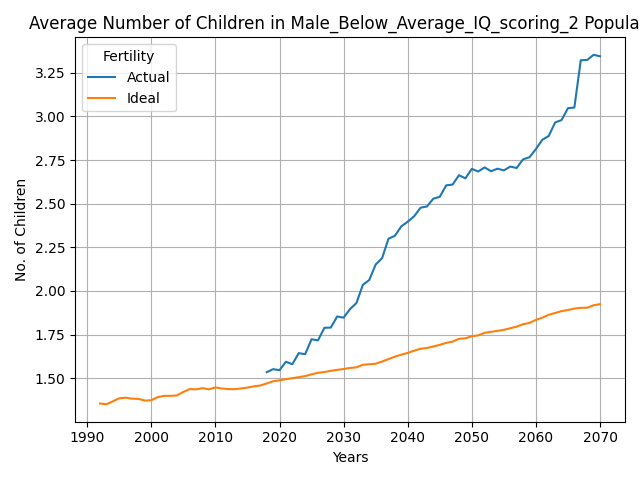 Average Number of Children in Male_Below_Average_IQ_scoring_2 Popula
Fertility
Actual
Ideal
No. of Children
3.25
3.00
2.75
2.50
2.25
2.00
1.75
1.50
1990 2000 2010 2020 2030 2040 2050 2060 2070
Years